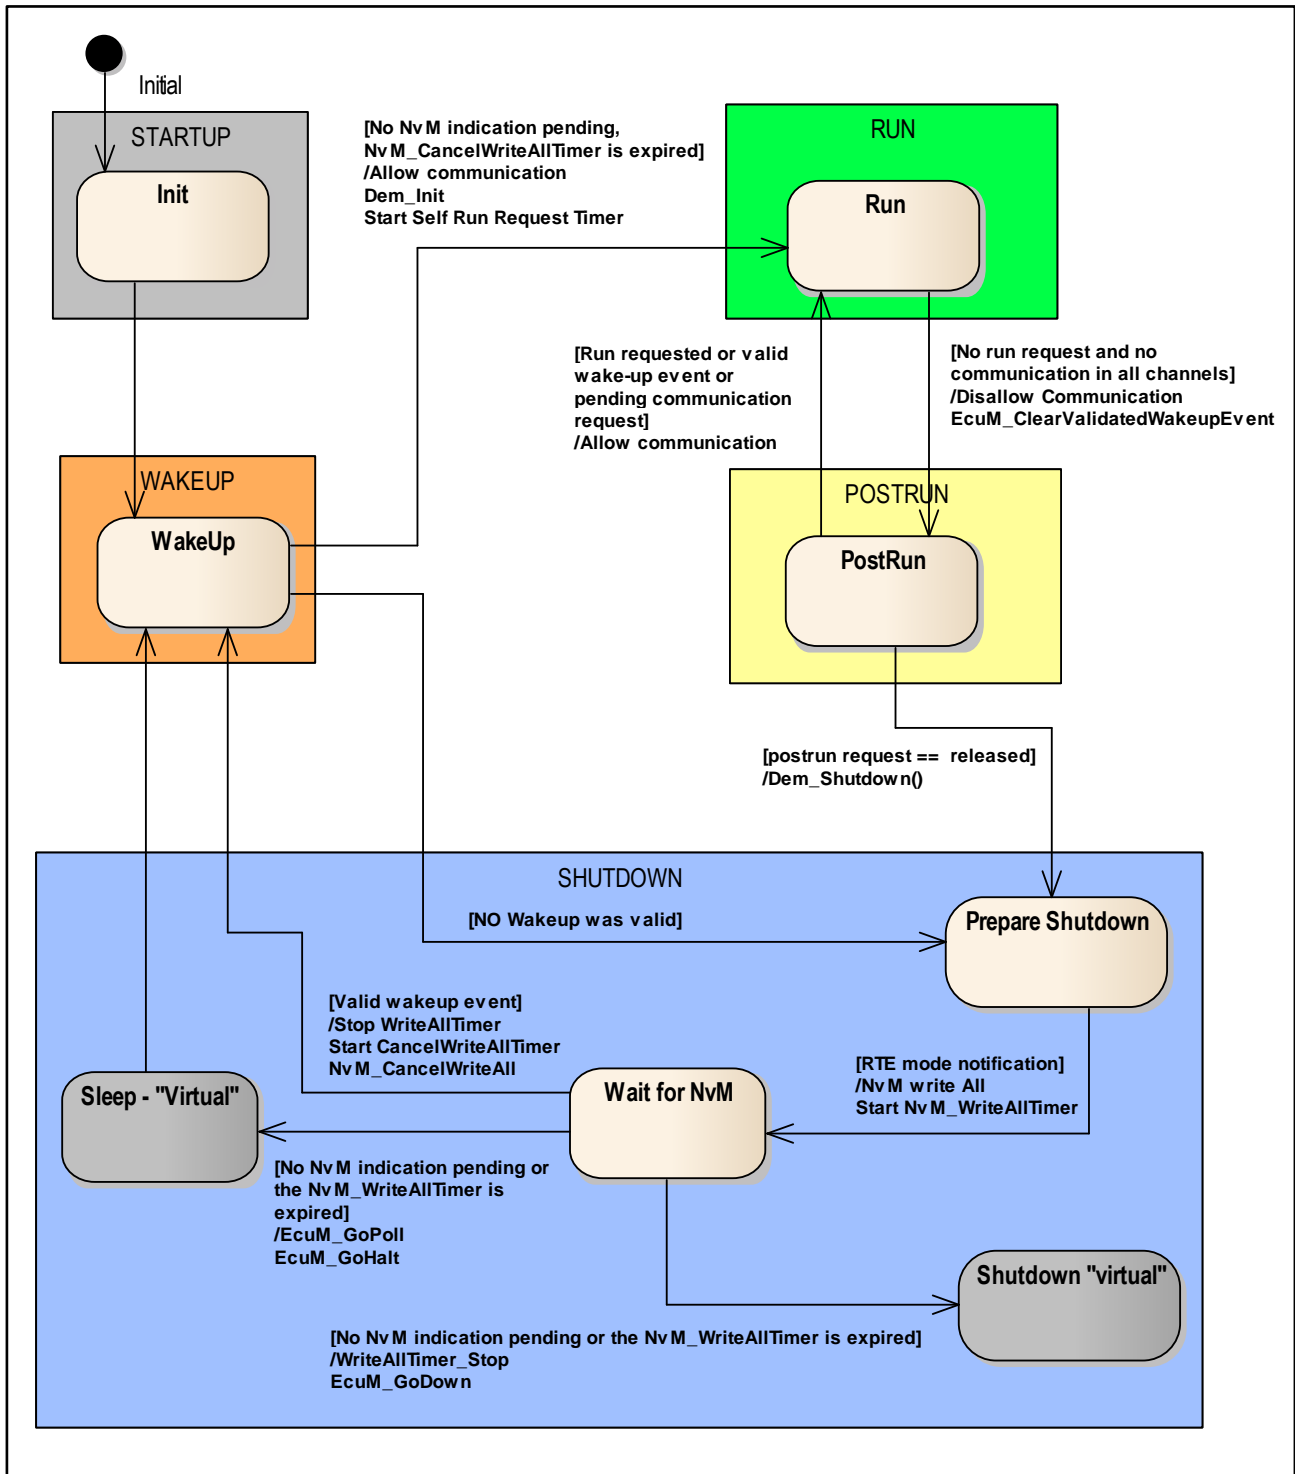 Initial
STARTUP
Init
[No NvM indication pending,
NvM_CancelWriteAllTimer is expired]
/Allow communication
Dem_Init
Start Self Run Request Timer
RUN
Run
[Run requested or valid
wake-up event or
pending communication
request]
/Allow communication
[No run request and no
communication in all channels]
/Disallow Communication
EcuM_ClearValidatedWakeupEvent
WAKEUP
WakeUp
POSTRUN
PostRun
[postrun request == released]
/Dem_Shutdown()
SHUTDOWN
[NO Wakeup was valid]
Prepare Shutdown
[Valid wakeup event]
/Stop WriteAllTimer
Start CancelWriteAllTimer
NvM_CancelWriteAll
[RTE mode notification]
/NvM write All
Start NvM_WriteAllTimer
Sleep - "Virtual"
Wait for NvM
[No NvM indication pending or
the NvM_WriteAllTimer is
expired]
/EcuM_GoPoll
EcuM_GoHalt
Shutdown "virtual"
[No NvM indication pending or the NvM_WriteAllTimer is expired]
/WriteAllTimer_Stop
EcuM_GoDown